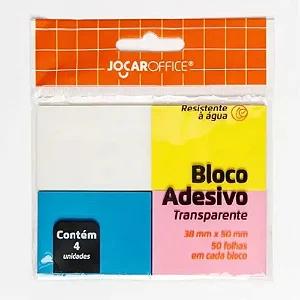 JOCAROFFICE®
Resistente
à água
Bloco
Adesivo
Transparente
38 mm x 50 mm
50 folhas
em cada bloco
Contém
4
unidades